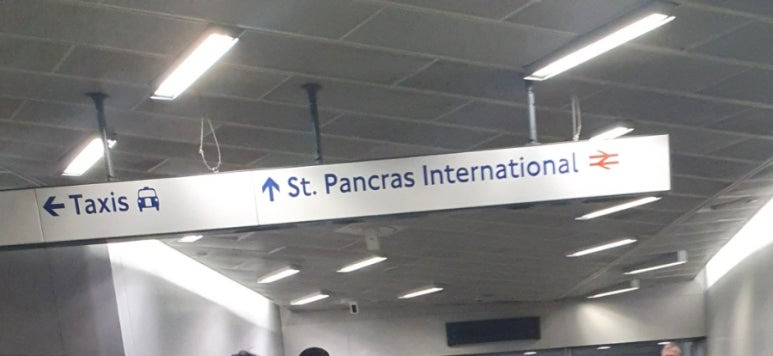 ← Taxis
↑ St. Pancras International